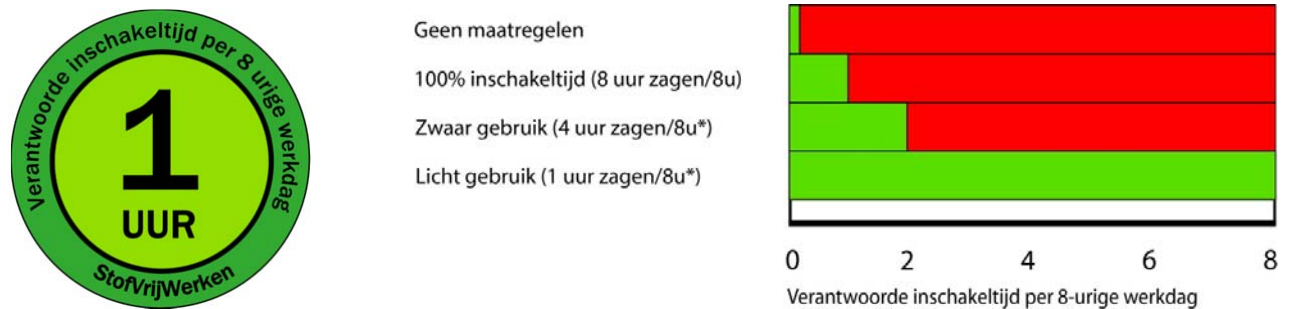 Verantwoorde inschakeltijd per 8 urige werkdag
1
UUR
StofVrijWerken
Geen maatregelen
100% inschakeltijd (8 uur zagen/8u)
Zwaar gebruik (4 uur zagen/8u*)
Licht gebruik (1 uur zagen/8u*)
0 2 4 6 8
Verantwoorde inschakeltijd per 8-urige werkdag